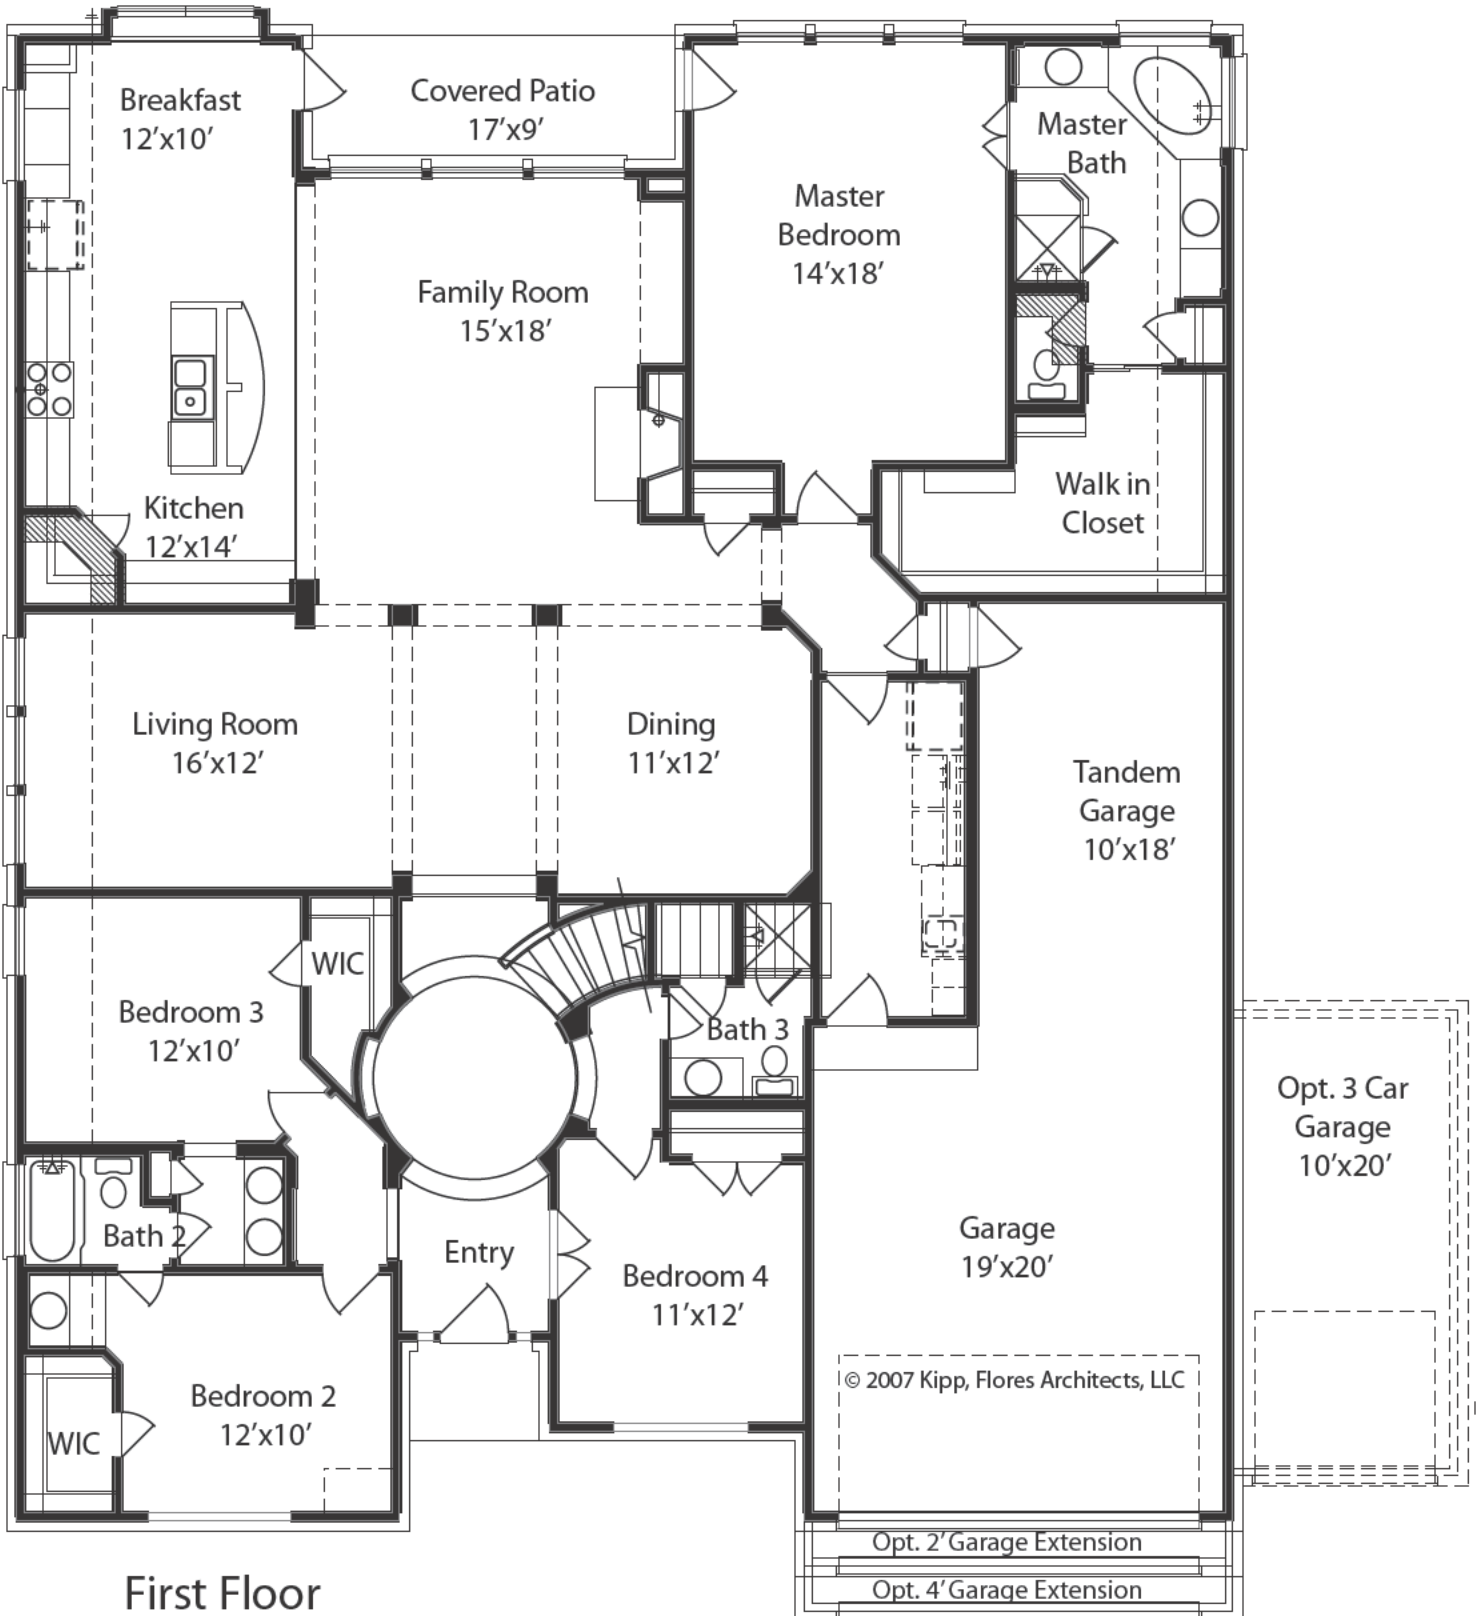 Breakfast
12'x10'
Covered Patio
17'x9'
Master
Bath
Master
Bedroom
14'x18'
Family Room
15'x18'
Kitchen
12'x14'
Walk in
Closet
Living Room
16'x12'
Dining
11'x12'
Tandem
Garage
10'x18'
WIC
Bedroom 3
12'x10'
Bath 3
Opt. 3 Car
Garage
10'x20'
Bath 2
Entry
Bedroom 4
11'x12'
Garage
19'x20'
© 2007 Kipp, Flores Architects, LLC
Bedroom 2
12'x10'
WIC
Opt. 2' Garage Extension
Opt. 4' Garage Extension
First Floor